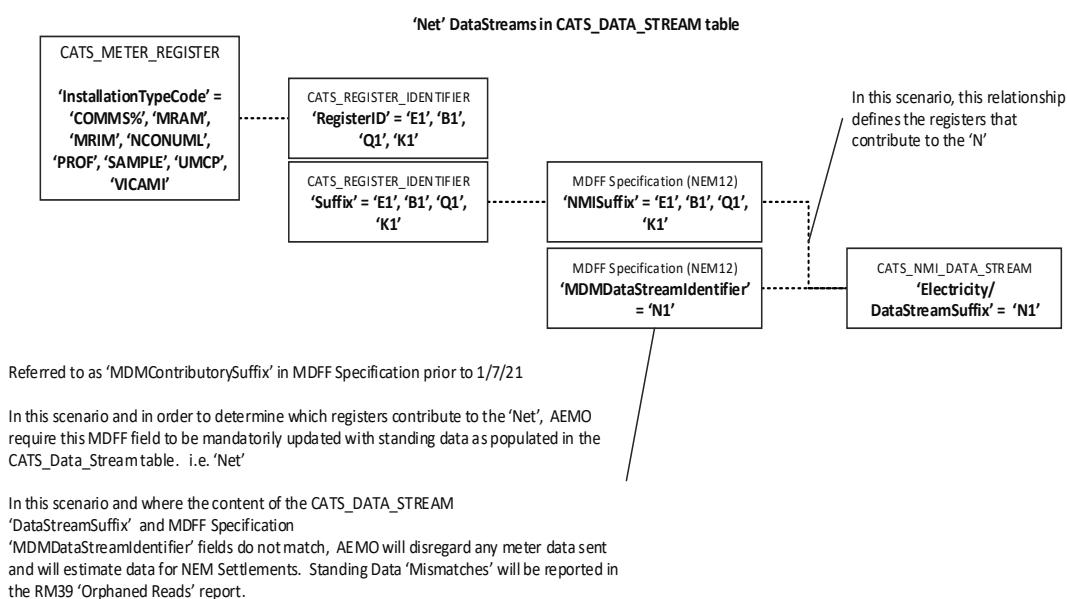 ‘Net’ DataStreams in CATS_DATA_STREAM table
CATS_METER_REGISTER
‘InstallationTypeCode’ =
‘COMMS%’, ‘MRAM’,
‘MRIM’, ‘NCONUML’,
‘PROF’, ‘SAMPLE’, ‘UMCP’,
‘VICAMI’
CATS_REGISTER_IDENTIFIER
‘RegisterID’ = ‘E1’, ‘B1’,
‘Q1’, ‘K1’
CATS_REGISTER_IDENTIFIER
‘Suffix’ = ‘E1’, ‘B1’, ‘Q1’,
‘K1’
MDFF Specification (NEM12)
‘NMISuffix’ = ‘E1’, ‘B1’, ‘Q1’,
‘K1’
MDFF Specification (NEM12)
‘MDMDataStreamIdentifier’
= ‘N1’
In this scenario, this relationship
defines the registers that
contribute to the ‘N’
CATS_NMI_DATA_STREAM
‘Electricity/
DataStreamSuffix’ = ‘N1’
Referred to as ‘MDMContributorySuffix’ in MDFF Specification prior to 1/7/21
In this scenario and in order to determine which registers contribute to the ‘Net’, AEMO
require this MDFF field to be mandatorily updated with standing data as populated in the
CATS_Data_Stream table. i.e. ‘Net’
In this scenario and where the content of the CATS_DATA_STREAM
‘DataStreamSuffix’ and MDFF Specification
‘MDMDataStreamIdentifier’ fields do not match, AEMO will disregard any meter data sent
and will estimate data for NEM Settlements. Standing Data ‘Mismatches’ will be reported in
the RM39 ‘Orphaned Reads’ report.